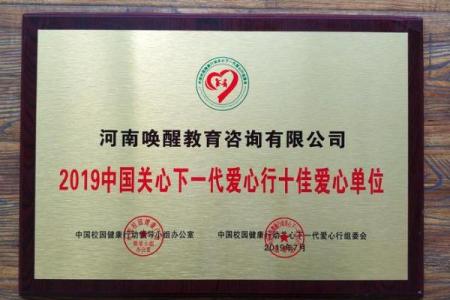 河南唤醒教育咨询有限公司
2019中国关心下一代爱心行十佳爱心单位
中国校园健康行动领导小组办公室
中国校园健康行动关心下一代爱心行组委会
2019年7月